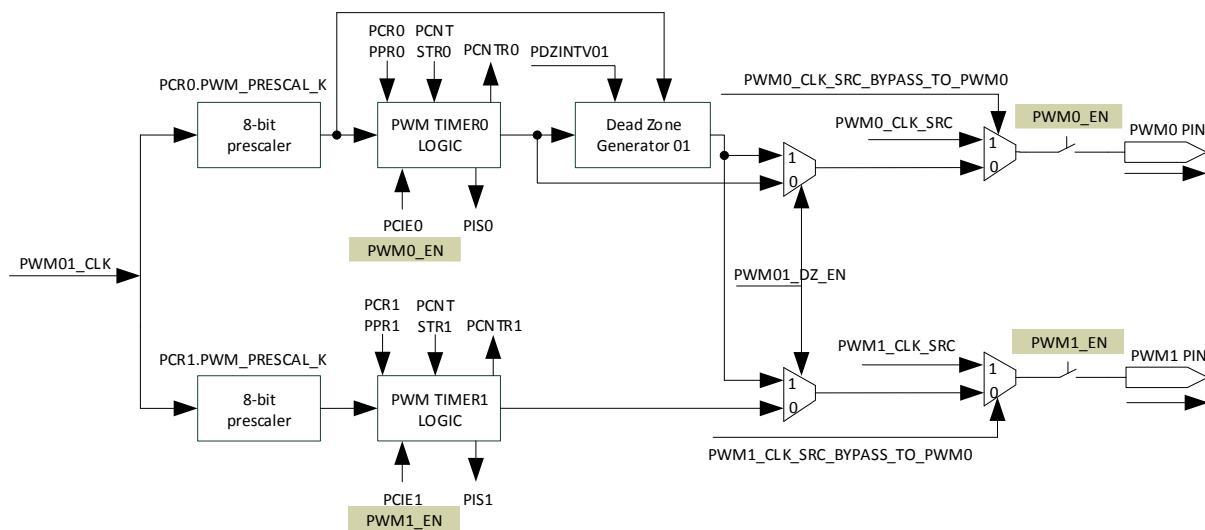 PCR0
PPR0
PCNT
STR0
PCNTR0
PDZINTV01
PCR0.PWM_PRESCAL_K
8-bit
prescaler
PWM TIMER0
LOGIC
Dead Zone
Generator 01
PWM0_CLK_SRC_BYPASS_TO_PWM0
PWM0_CLK_SRC
PWM0_EN
PWM0 PIN
1
0
1
0
PCIE0
PIS0
PWM0_EN
PWM01_CLK
PWM01_DZ_EN
PCR1
PPR1
PCNT
STR1
PCNTR1
PCR1.PWM_PRESCAL_K
8-bit
prescaler
PWM TIMER1
LOGIC
PWM1_CLK_SRC
PWM1_EN
PWM1 PIN
1
0
1
0
PWM1_CLK_SRC_BYPASS_TO_PWM0
PCIE1
PIS1
PWM1_EN